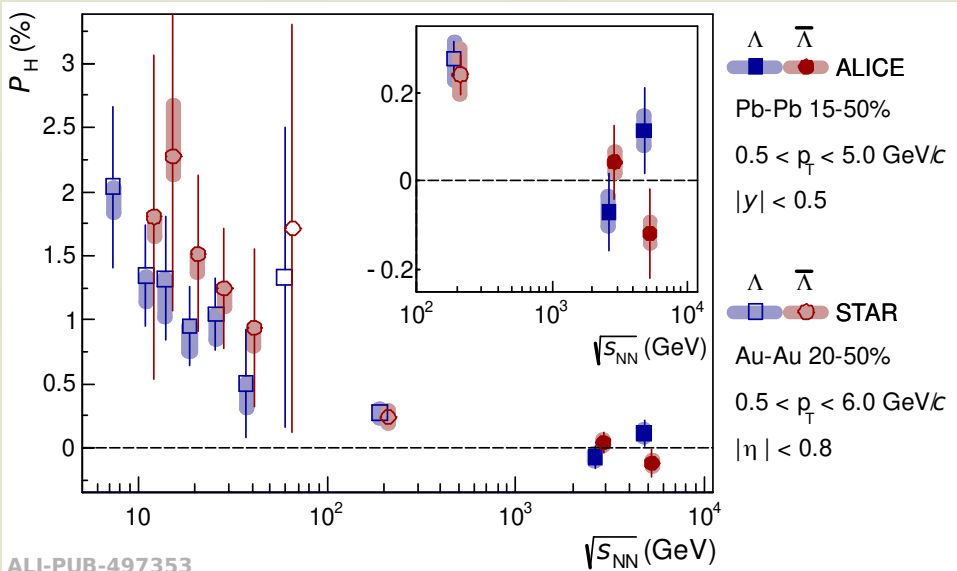 P_H (%)
3
2.5
2
1.5
1
0.5
0
10
10²
10³
10⁴
√s_NN (GeV)
0.2
0
-0.2
10²
10³
10⁴
√s_NN (GeV)
Λ Λ̅
ALICE
Pb-Pb 15-50%
0.5 < p_T < 5.0 GeV/c
|y| < 0.5
Λ Λ̅
STAR
Au-Au 20-50%
0.5 < p_T < 6.0 GeV/c
|η| < 0.8
ALI-PUB-497353